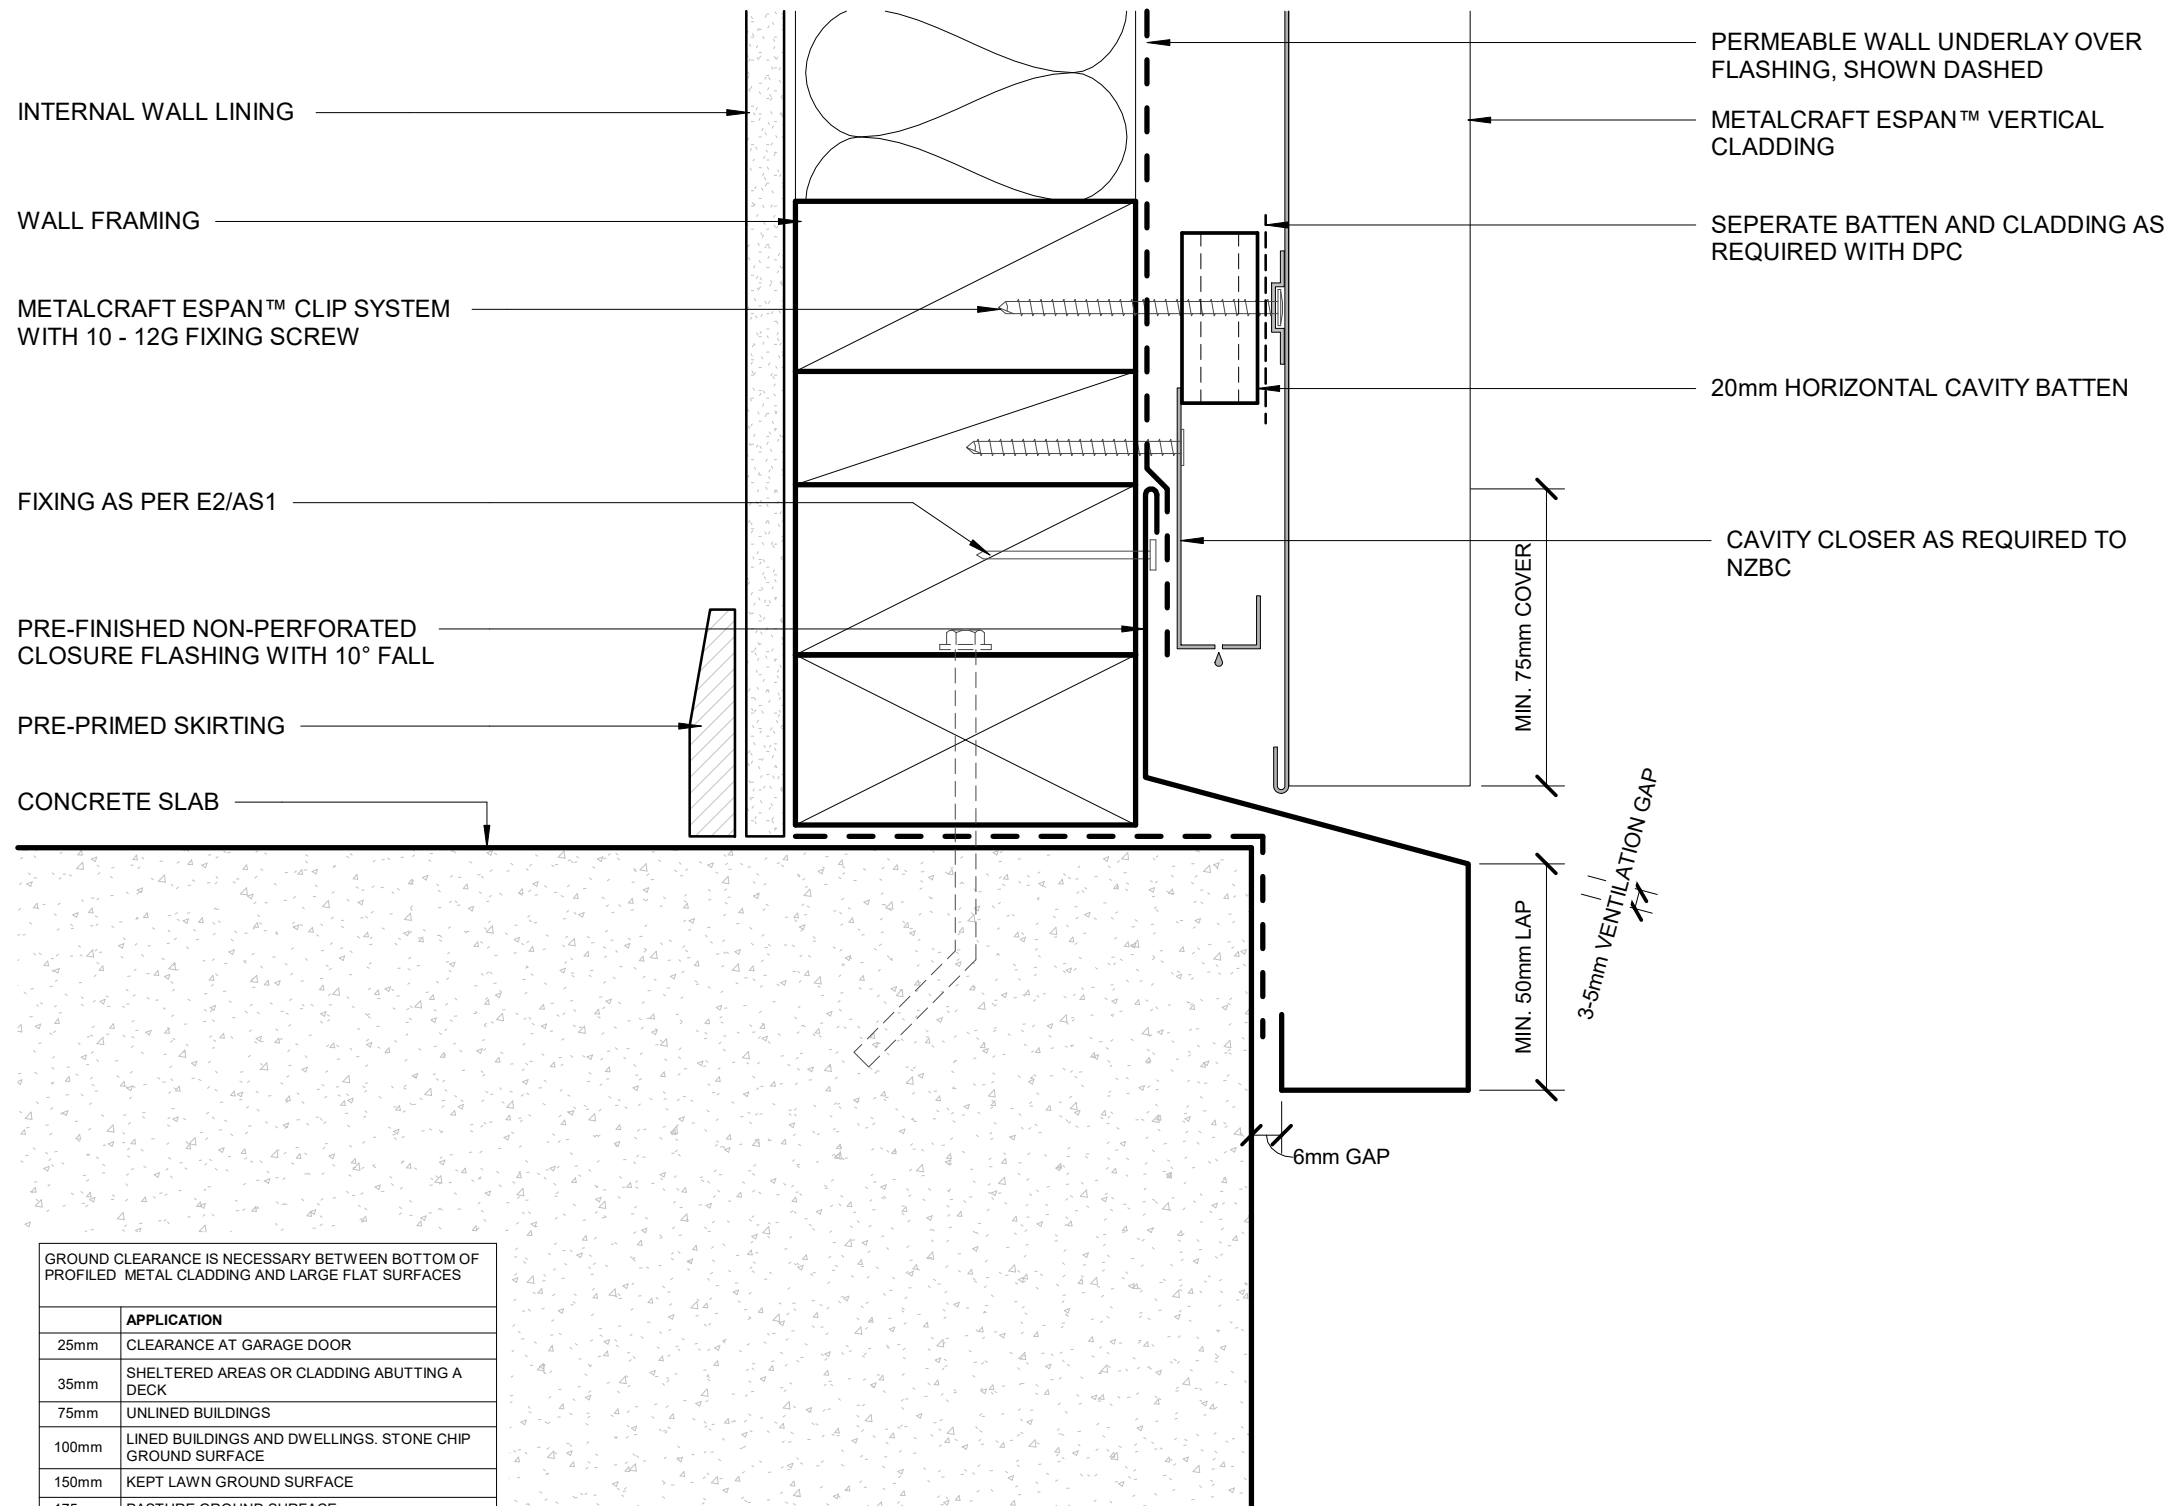 INTERNAL WALL LINING
WALL FRAMING
METALCRAFT ESPAN™ CLIP SYSTEM
WITH 10 - 12G FIXING SCREW
FIXING AS PER E2/AS1
PRE-FINISHED NON-PERFORATED
CLOSURE FLASHING WITH 10° FALL
PRE-PRIMED SKIRTING
CONCRETE SLAB
PERMEABLE WALL UNDERLAY OVER
FLASHING, SHOWN DASHED
METALCRAFT ESPAN™ VERTICAL
CLADDING
SEPERATE BATTEN AND CLADDING AS
REQUIRED WITH DPC
20mm HORIZONTAL CAVITY BATTEN
CAVITY CLOSER AS REQUIRED TO
NZBC
MIN. 75mm COVER
3-5mm VENTILATION GAP
MIN. 50mm LAP
6mm GAP
GROUND CLEARANCE IS NECESSARY BETWEEN BOTTOM OF
PROFILED METAL CLADDING AND LARGE FLAT SURFACES
APPLICATION
25mm CLEARANCE AT GARAGE DOOR
35mm SHELTERED AREAS OR CLADDING ABUTTING A
DECK
75mm UNLINED BUILDINGS
100mm LINED BUILDINGS AND DWELLINGS. STONE CHIP
GROUND SURFACE
150mm KEPT LAWN GROUND SURFACE
175mm PASTURE GROUND SURFACE